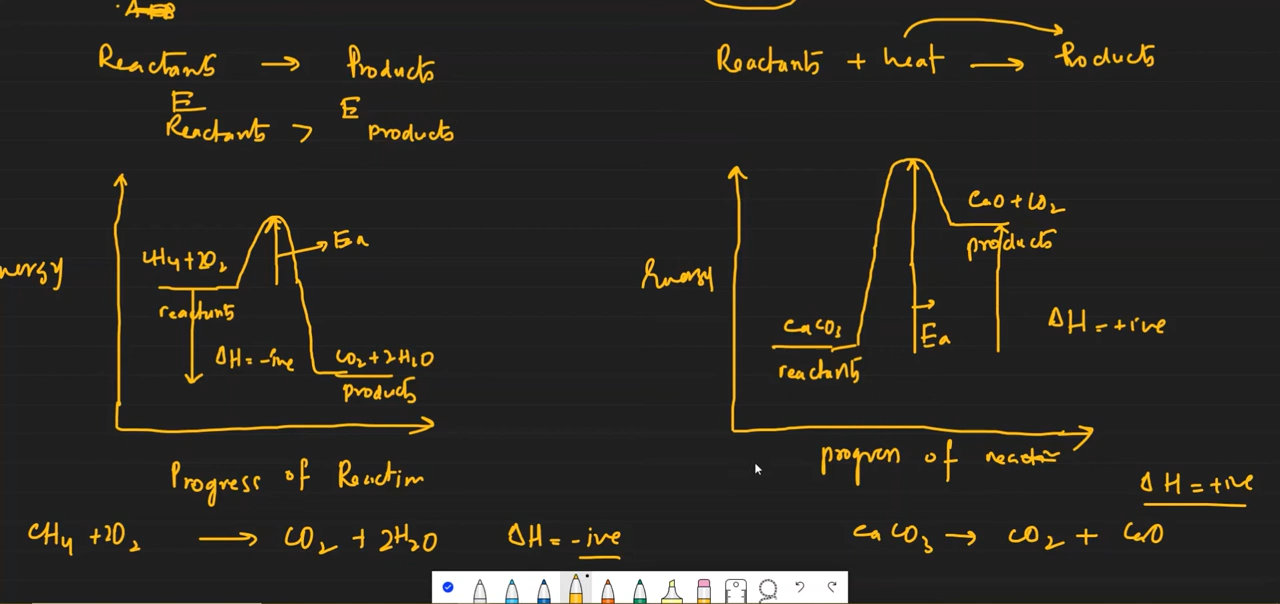 Reactants → Products
E E
Reactants > products
Ea
CH4 + 2O2
nergy
reactants
ΔH = -ive
CO2 + 2H2O
products
Progress of Reaction
CH4 + 2O2 → CO2 + 2H2O ΔH = -ive
Reactants + heat → Products
CaO + CO2
products
Energy
CaCO3
reactants
Ea
ΔH = +ive
progress of reaction
ΔH = +ive
CaCO3 → CO2 + CaO